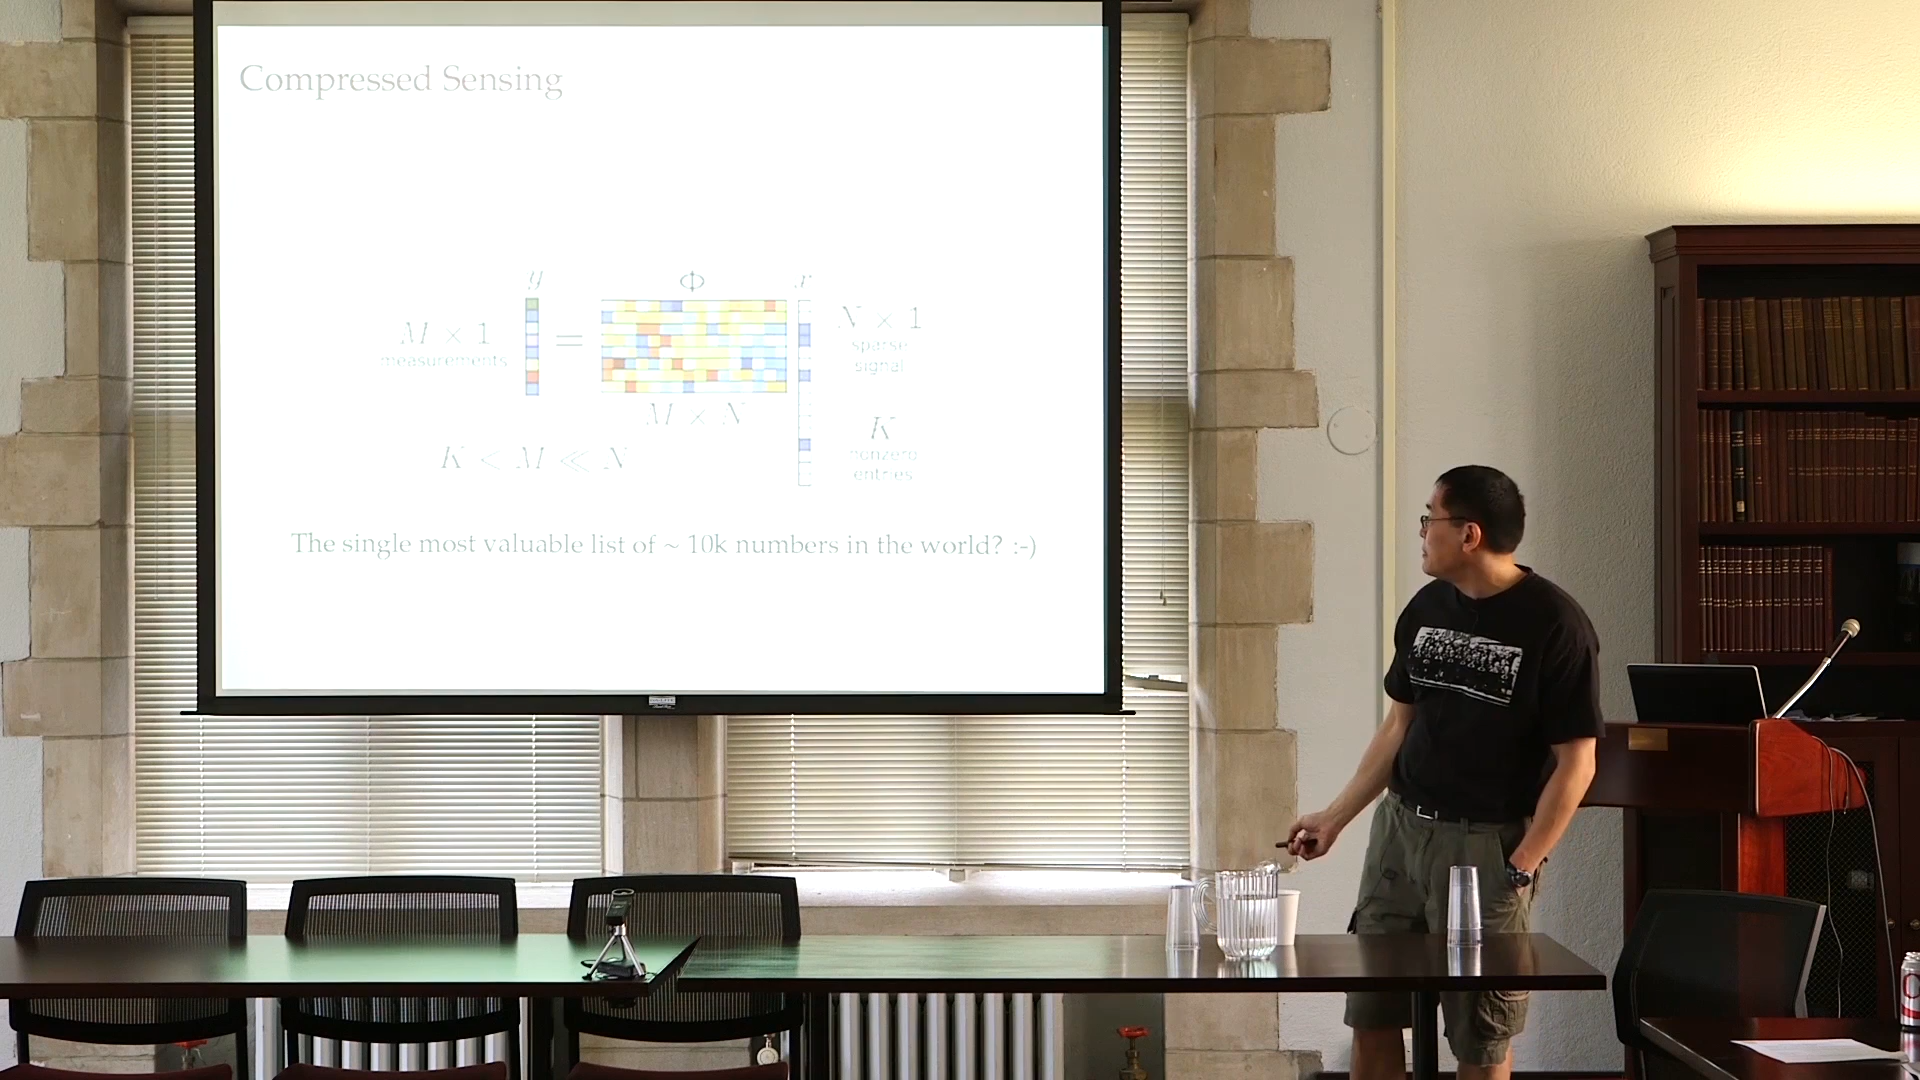 Compressed Sensing
y
Φ
x
M × 1
measurements
=
N × 1
sparse
signal
M × N
K
nonzero
entries
K < M ≪ N
The single most valuable list of ~ 10k numbers in the world? :-)